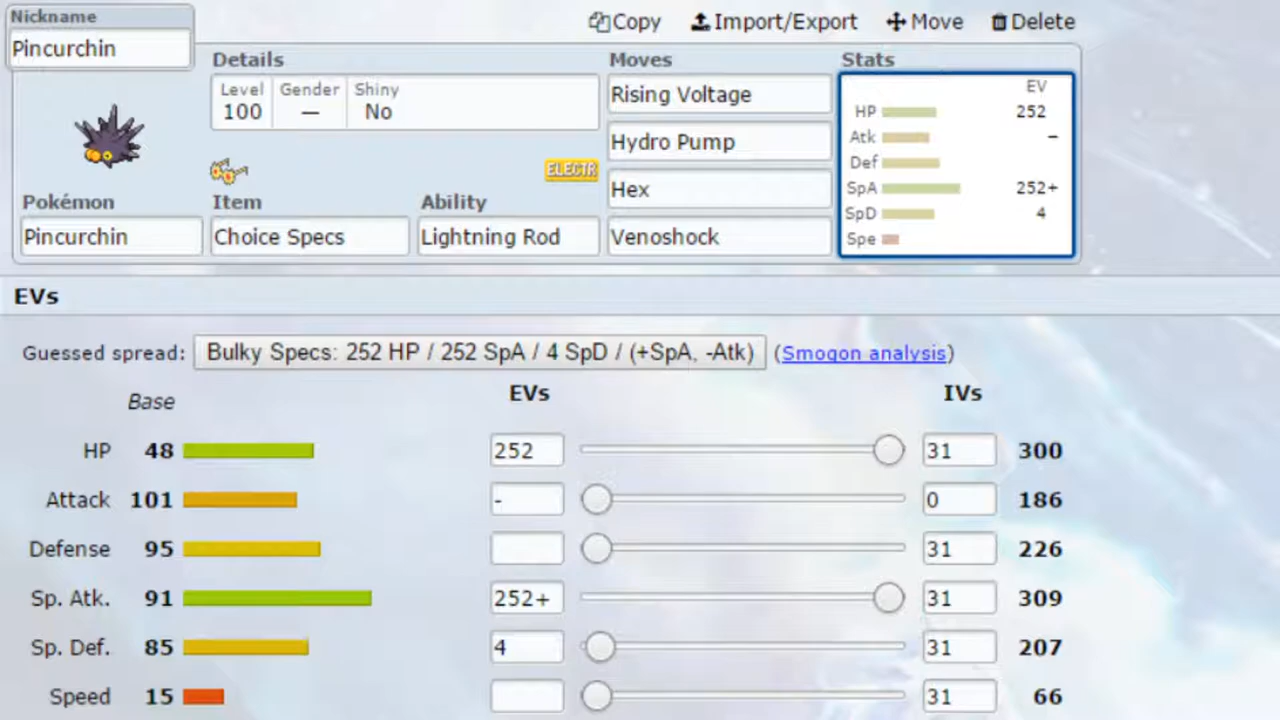 Nickname
Pincurchin
Copy Import/Export Move Delete
Details
Level
100
Gender
—
Shiny
No
ELECTR
Pokémon
Pincurchin
Item
Choice Specs
Ability
Lightning Rod
Moves
Rising Voltage
Hydro Pump
Hex
Venoshock
Stats
EV
HP 252
Atk –
Def
SpA 252+
SpD 4
Spe
EVs
Guessed spread: Bulky Specs: 252 HP / 252 SpA / 4 SpD / (+SpA, -Atk) (Smogon analysis)
Base EVs IVs
HP 48 252 31 300
Attack 101 - 0 186
Defense 95 31 226
Sp. Atk. 91 252+ 31 309
Sp. Def. 85 4 31 207
Speed 15 31 66